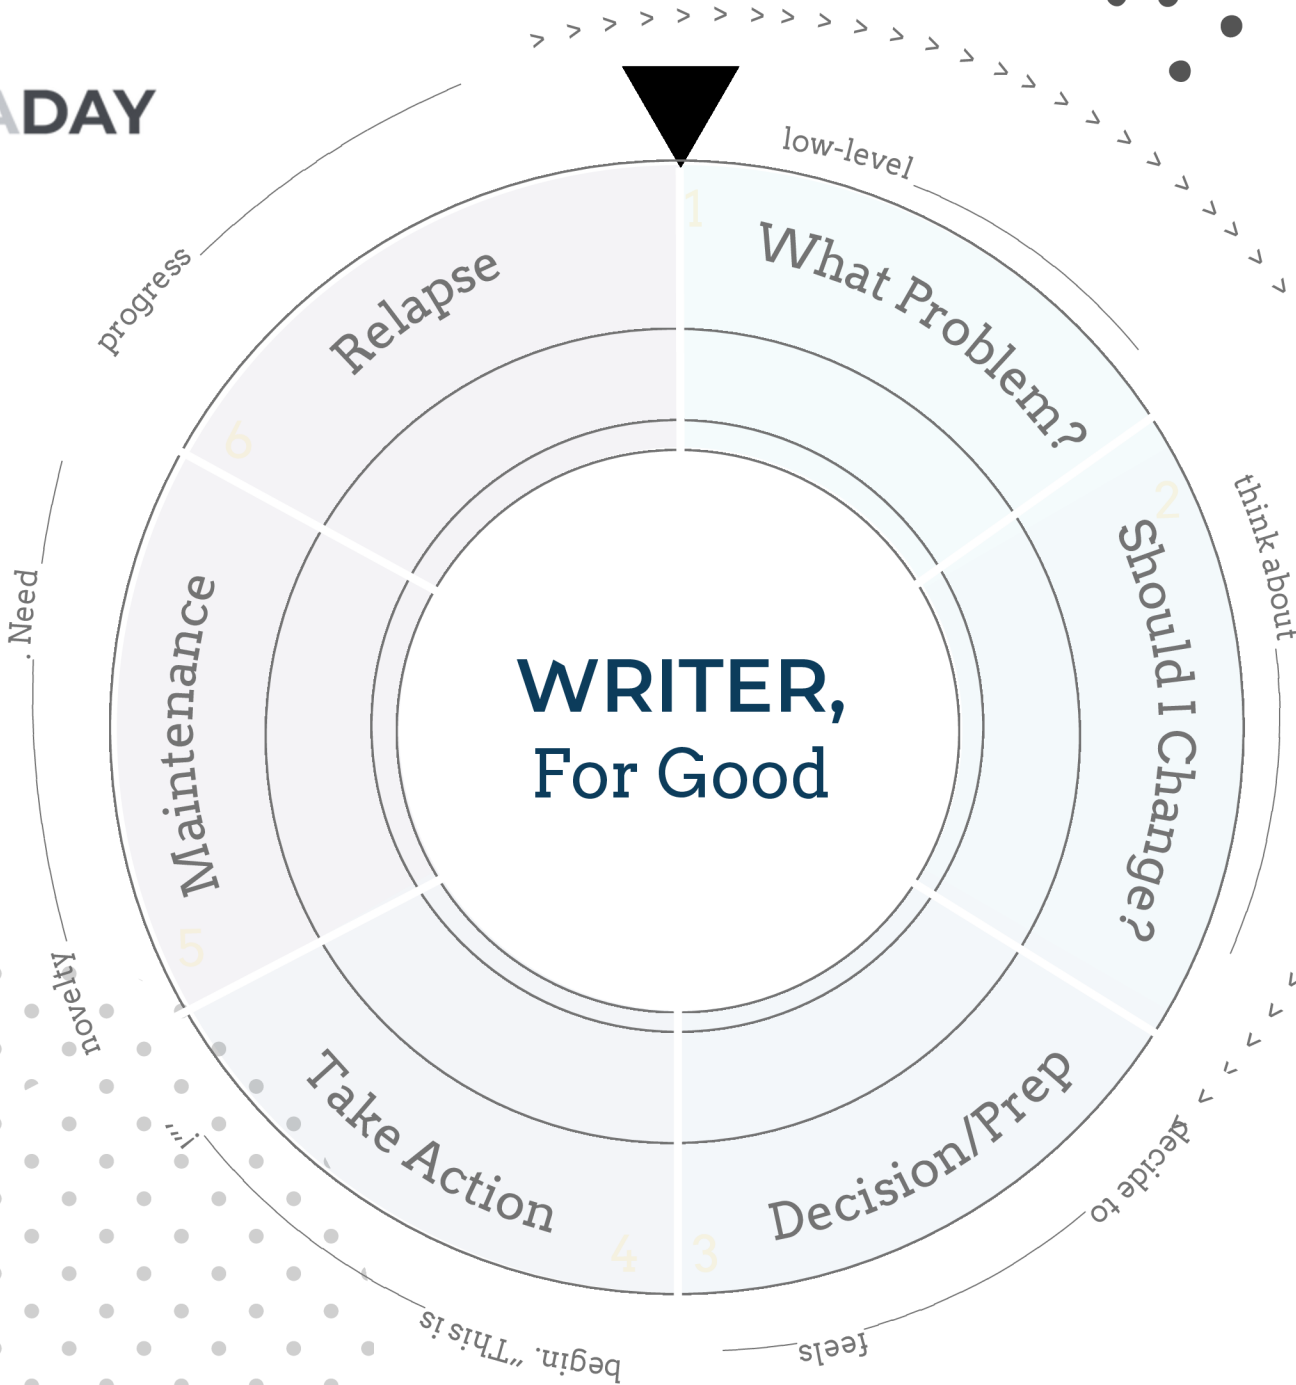 ADAY
low-level
1
What Problem?
2
Should I Change?
think about
3
Decision/Prep
decide to
feels
4
Take Action
begin. "This is
5
Maintenance
novelty
. Need
6
Relapse
progress
WRITER,
For Good